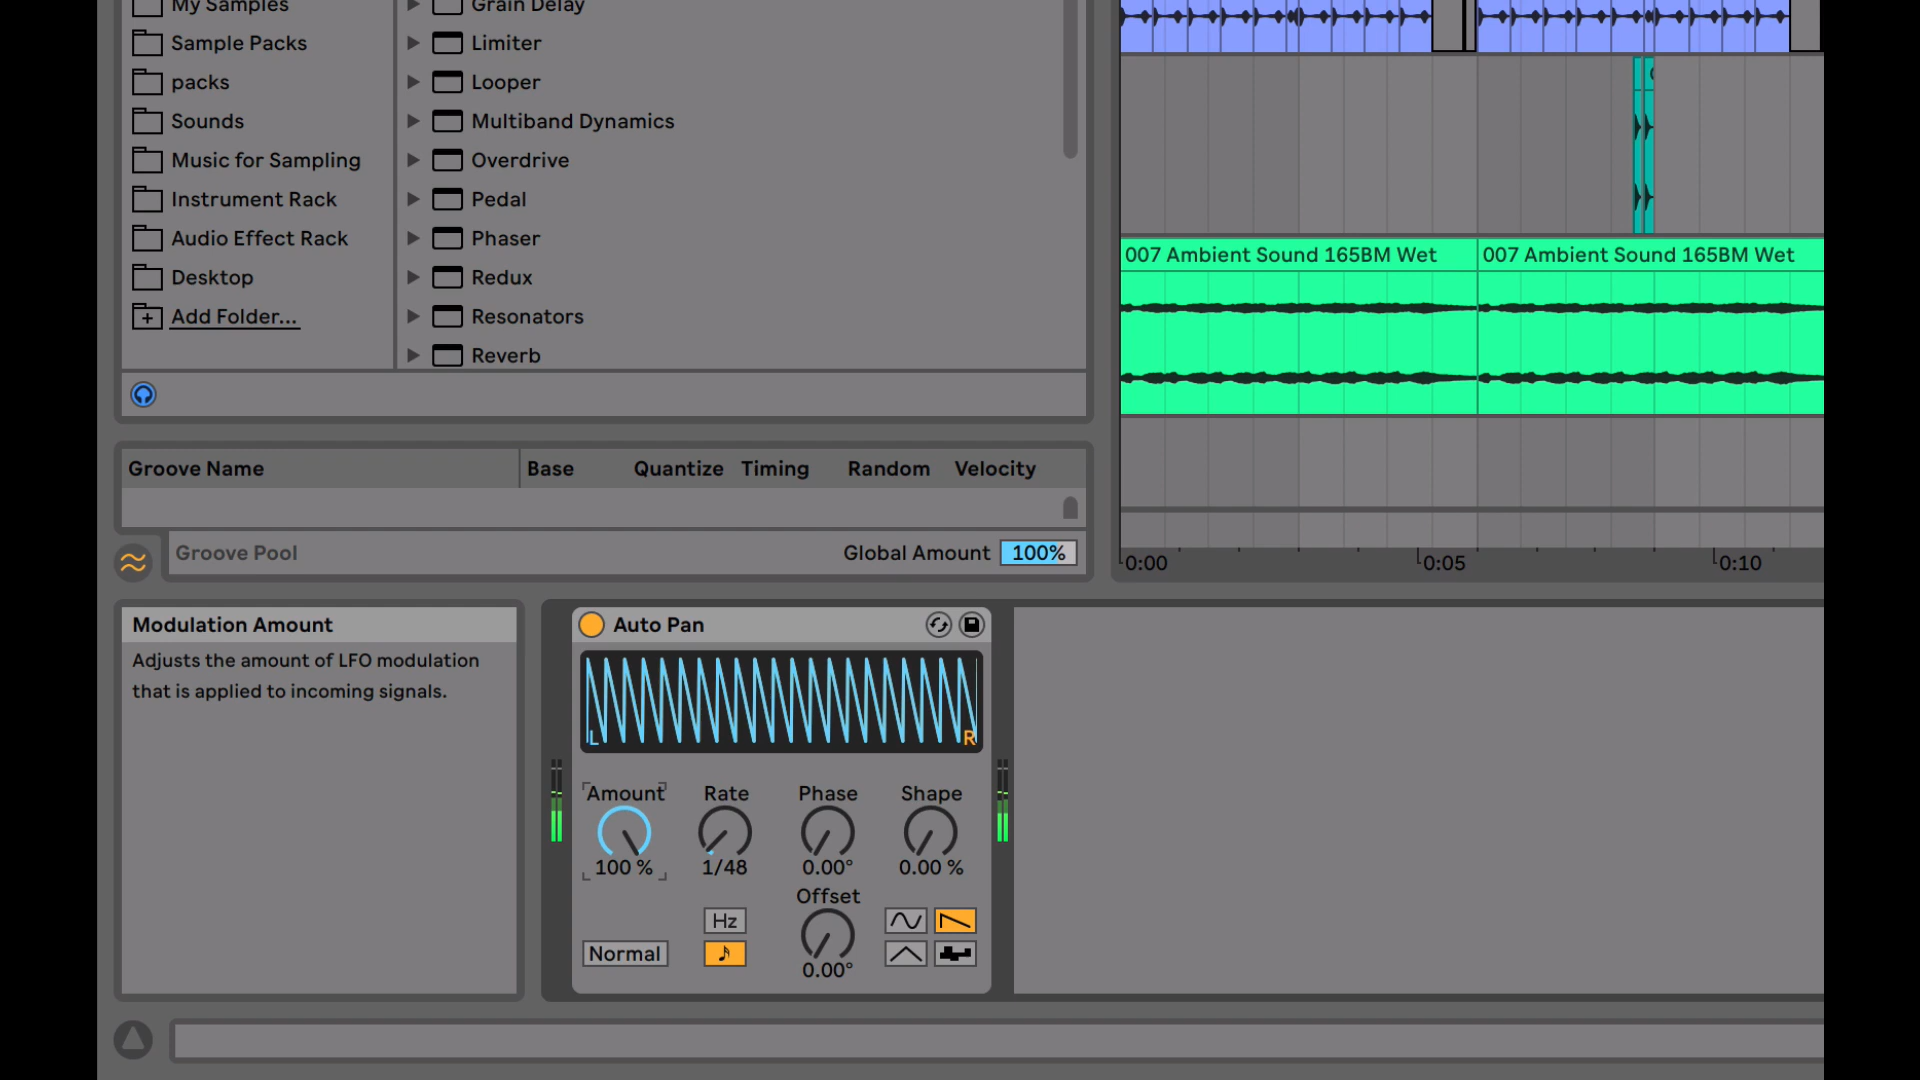 My Samples
Sample Packs
packs
Sounds
Music for Sampling
Instrument Rack
Audio Effect Rack
Desktop
Add Folder...
Grain Delay
Limiter
Looper
Multiband Dynamics
Overdrive
Pedal
Phaser
Redux
Resonators
Reverb
007 Ambient Sound 165BM Wet
007 Ambient Sound 165BM Wet
0:00
0:05
0:10
Groove Name
Base
Quantize
Timing
Random
Velocity
Groove Pool
Global Amount
100%
Modulation Amount
Adjusts the amount of LFO modulation
that is applied to incoming signals.
Auto Pan
L
R
Amount
Rate
Phase
Shape
100 %
1/48
0.00°
0.00 %
Offset
Hz
Normal
0.00°